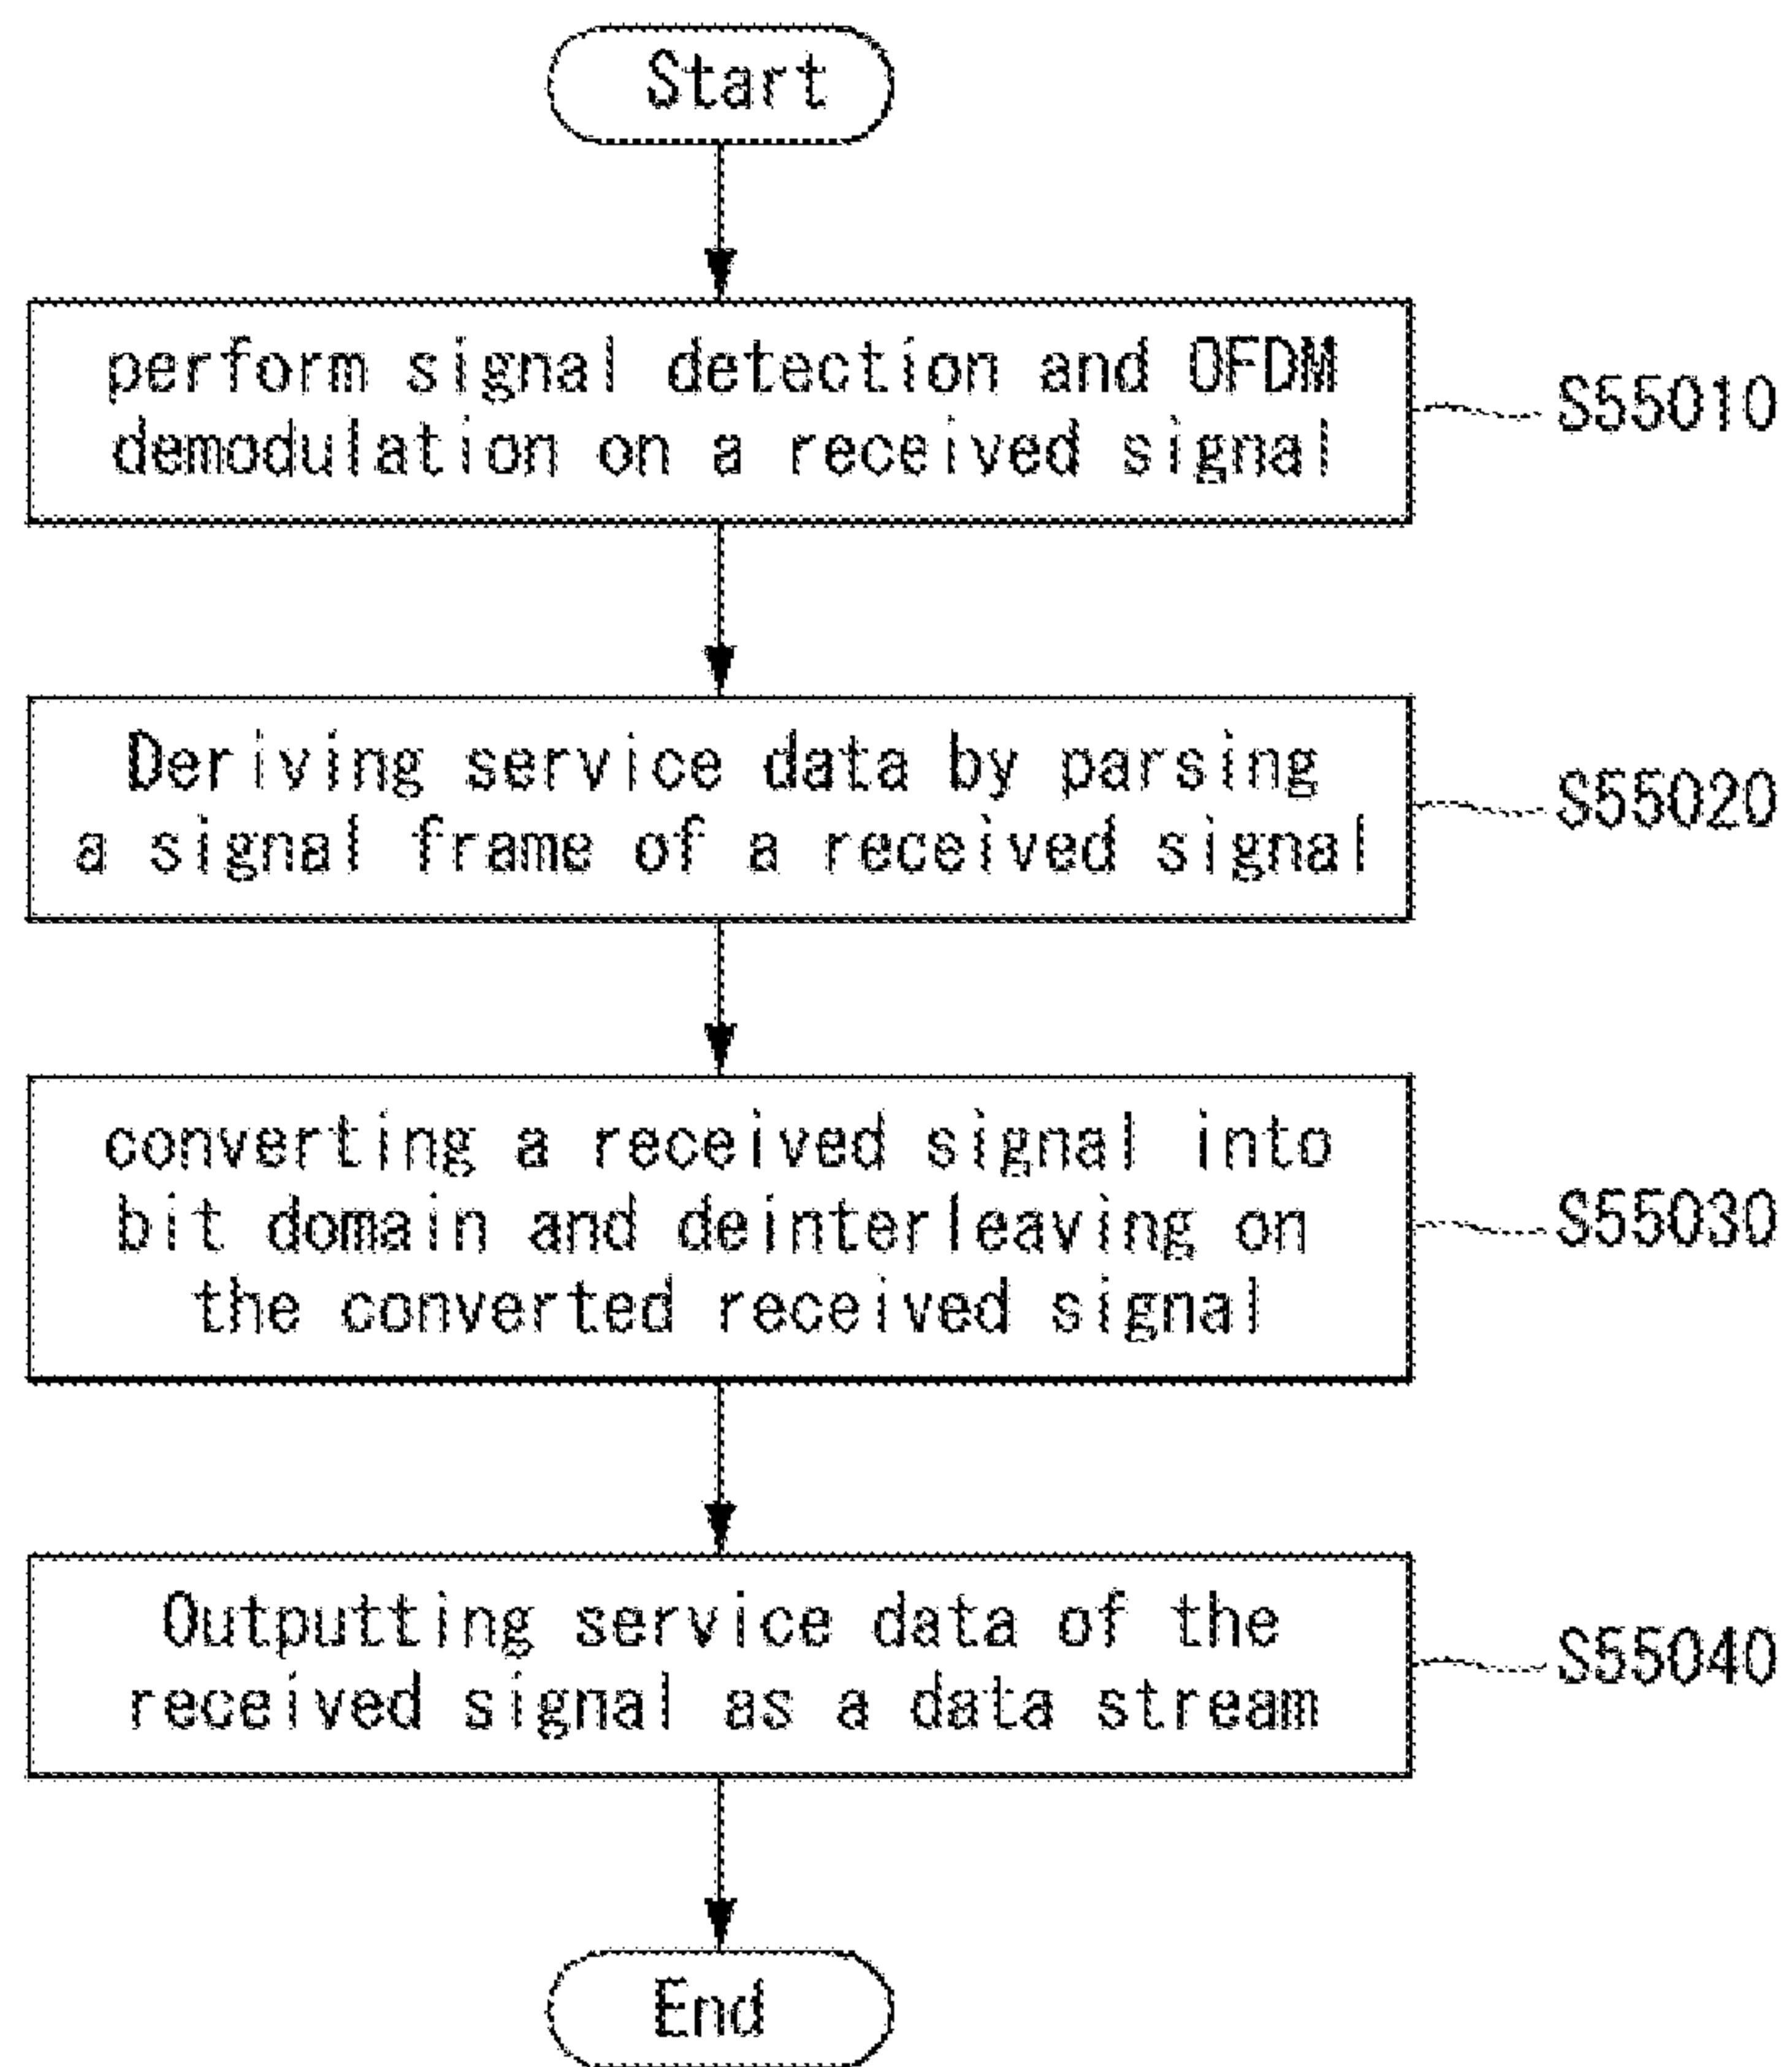 Start
perform signal detection and OFDM
demodulation on a received signal
S55010
Deriving service data by parsing
a signal frame of a received signal
S55020
converting a received signal into
bit domain and deinterleaving on
the converted received signal
S55030
Outputting service data of the
received signal as a data stream
S55040
End